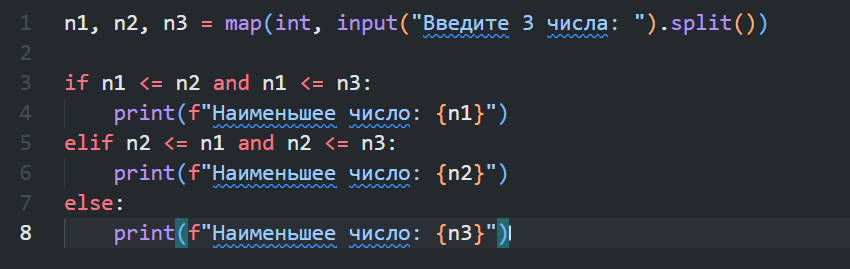 1 n1, n2, n3 = map(int, input("Введите 3 числа: ").split())
2
3 if n1 <= n2 and n1 <= n3:
4     print(f"Наименьшее число: {n1}")
5 elif n2 <= n1 and n2 <= n3:
6     print(f"Наименьшее число: {n2}")
7 else:
8     print(f"Наименьшее число: {n3}")